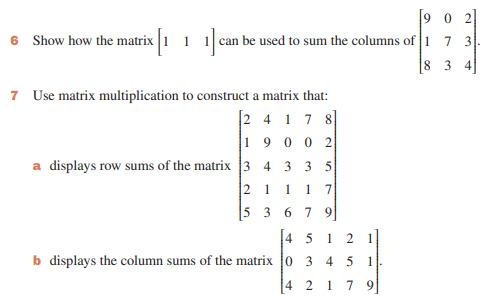 6 Show how the matrix [1 1 1] can be used to sum the columns of [9 0 2
1 7 3
8 3 4].
7 Use matrix multiplication to construct a matrix that:
a displays row sums of the matrix [2 4 1 7 8
1 9 0 0 2
3 4 3 3 5
2 1 1 1 7
5 3 6 7 9]
b displays the column sums of the matrix [4 5 1 2 1
0 3 4 5 1
4 2 1 7 9].